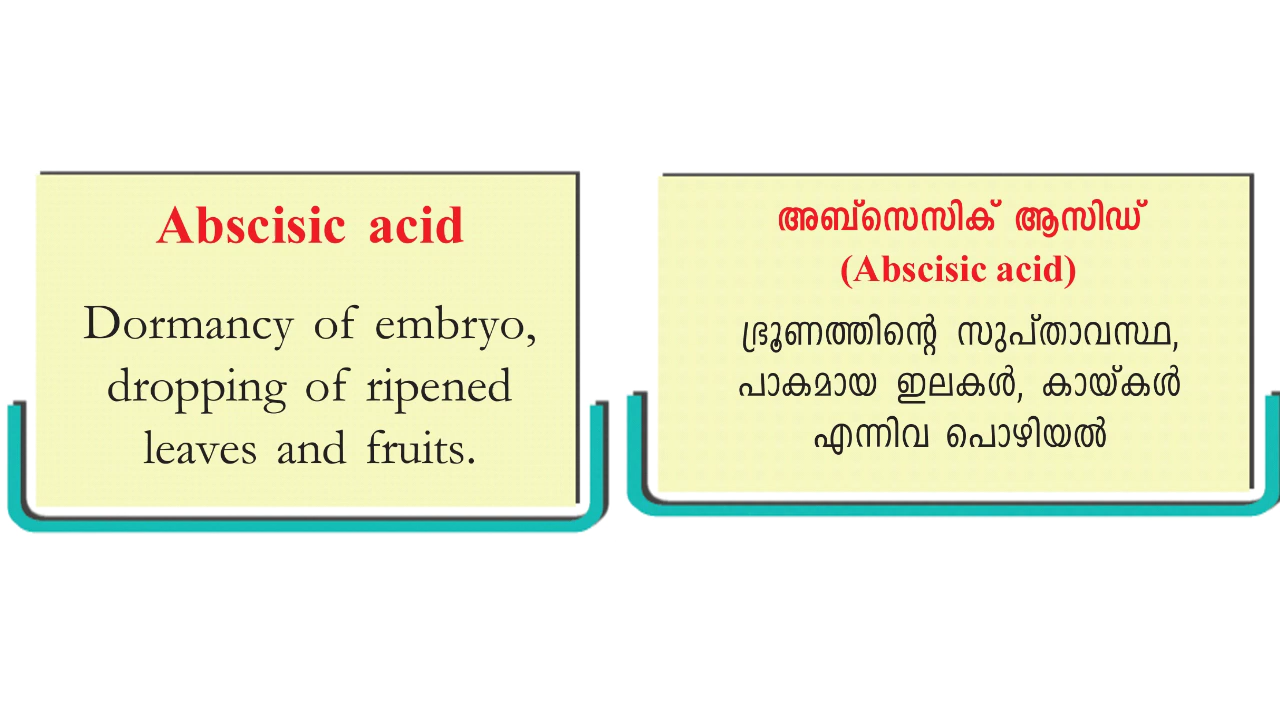 Abscisic acid
Dormancy of embryo,
dropping of ripened
leaves and fruits.
അബ്സെസിക് ആസിഡ്
(Abscisic acid)
ഭ്രൂണത്തിന്റെ സുപ്താവസ്ഥ,
പാകമായ ഇലകൾ, കായ്കൾ
എന്നിവ പൊഴിയൽ